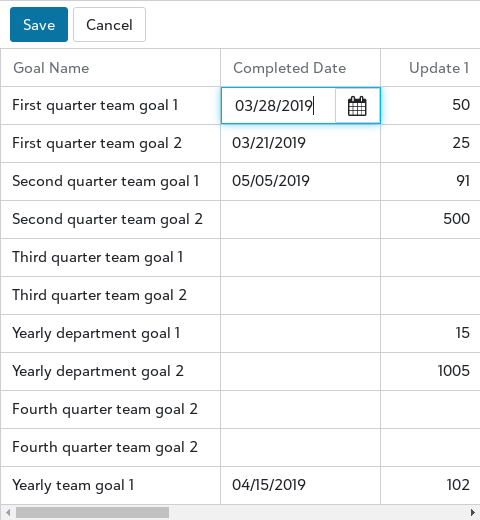 Save Cancel
Goal Name Completed Date Update 1
First quarter team goal 1 03/28/2019 50
First quarter team goal 2 03/21/2019 25
Second quarter team goal 1 05/05/2019 91
Second quarter team goal 2 500
Third quarter team goal 1
Third quarter team goal 2
Yearly department goal 1 15
Yearly department goal 2 1005
Fourth quarter team goal 2
Fourth quarter team goal 2
Yearly team goal 1 04/15/2019 102